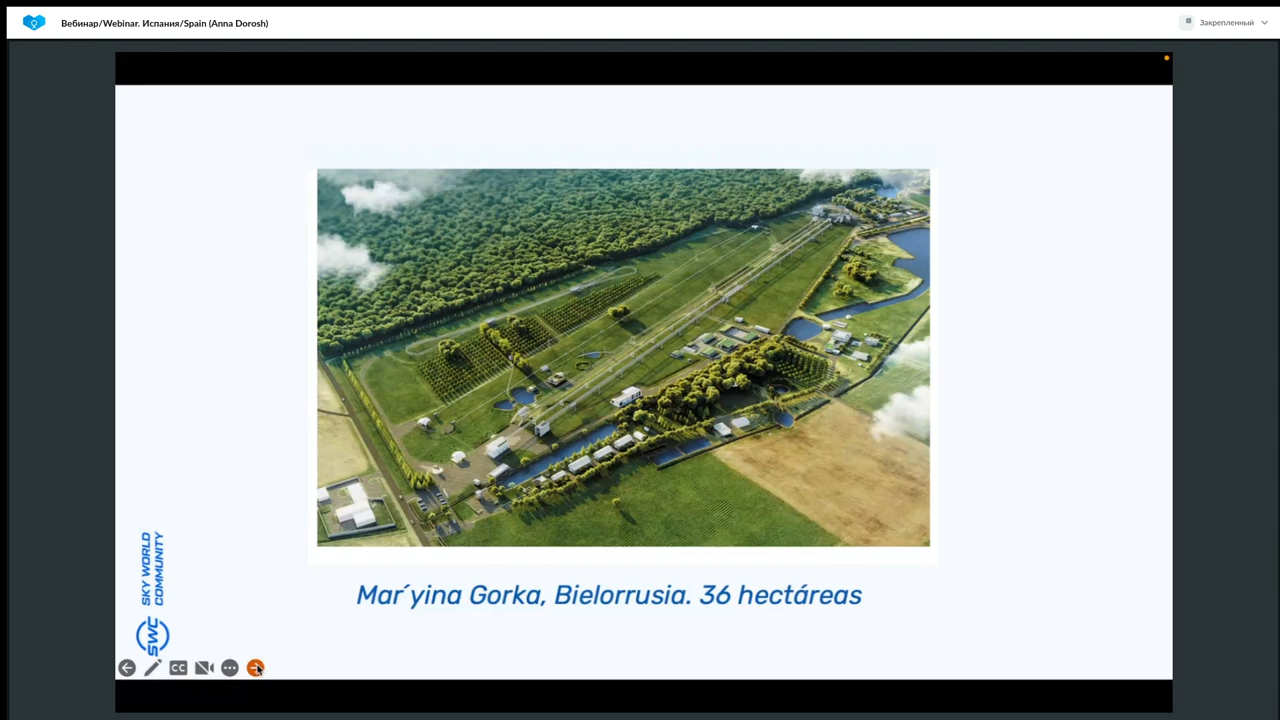 Вебинар/Webinar. Испания/Spain (Anna Dorosh)
Закрепленный
Mar´yina Gorka, Bielorrusia. 36 hectáreas
SKY WORLD
COMMUNITY
SWC
CC